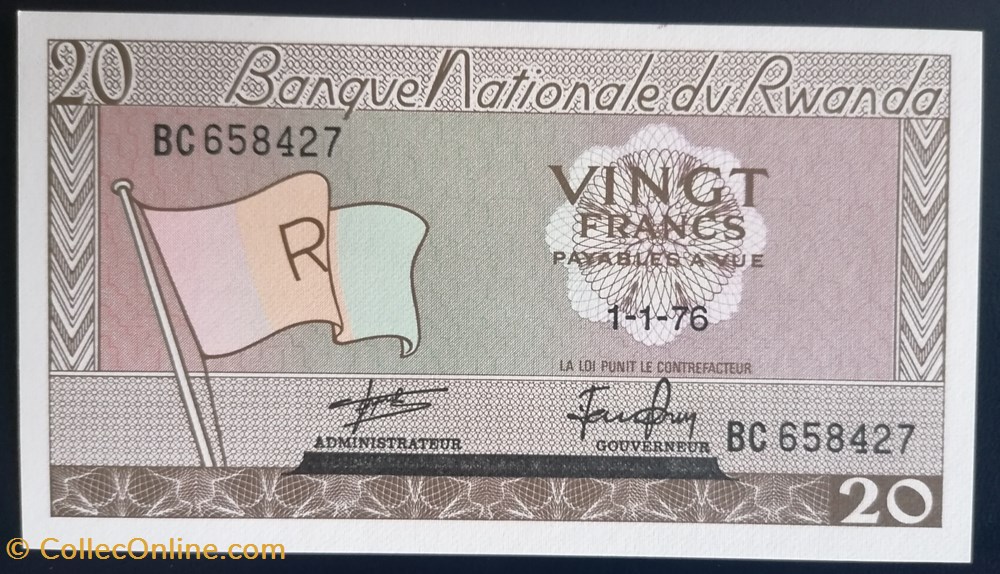 20 Banque Nationale du Rwanda
BC 658427
R
VINGT
FRANCS
PAYABLES A VUE
1-1-76
LA LOI PUNIT LE CONTREFACTEUR
ADMINISTRATEUR
GOUVERNEUR
BC 658427
20
© CollecOnline.com